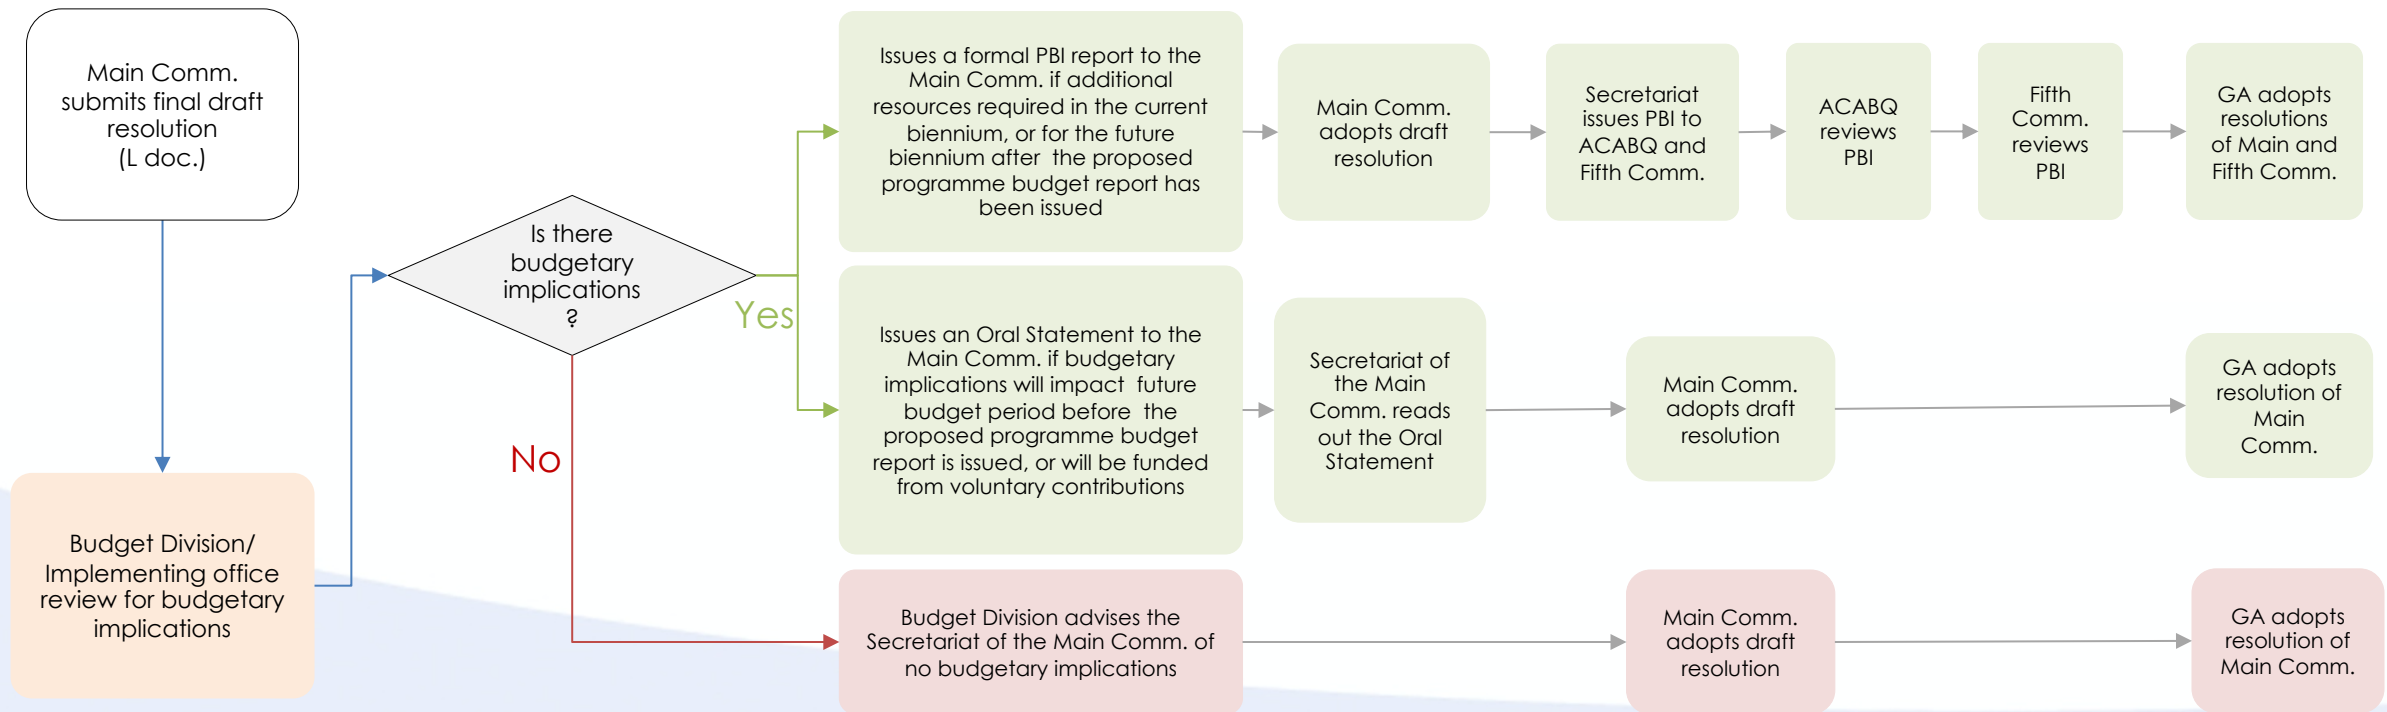 Main Comm.
submits final draft
resolution
(L doc.)
Budget Division/
Implementing office
review for budgetary
implications
Is there
budgetary
implications
?
Yes
No
Issues a formal PBI report to the
Main Comm. if additional
resources required in the current
biennium, or for the future
biennium after the proposed
programme budget report has
been issued
Main Comm.
adopts draft
resolution
Secretariat
issues PBI to
ACABQ and
Fifth Comm.
ACABQ
reviews
PBI
Fifth
Comm.
reviews
PBI
GA adopts
resolutions
of Main and
Fifth Comm.
Issues an Oral Statement to the
Main Comm. if budgetary
implications will impact future
budget period before the
proposed programme budget
report is issued, or will be funded
from voluntary contributions
Secretariat of
the Main
Comm. reads
out the Oral
Statement
Main Comm.
adopts draft
resolution
GA adopts
resolution of
Main
Comm.
Budget Division advises the
Secretariat of the Main Comm. of
no budgetary implications
Main Comm.
adopts draft
resolution
GA adopts
resolution of
Main Comm.